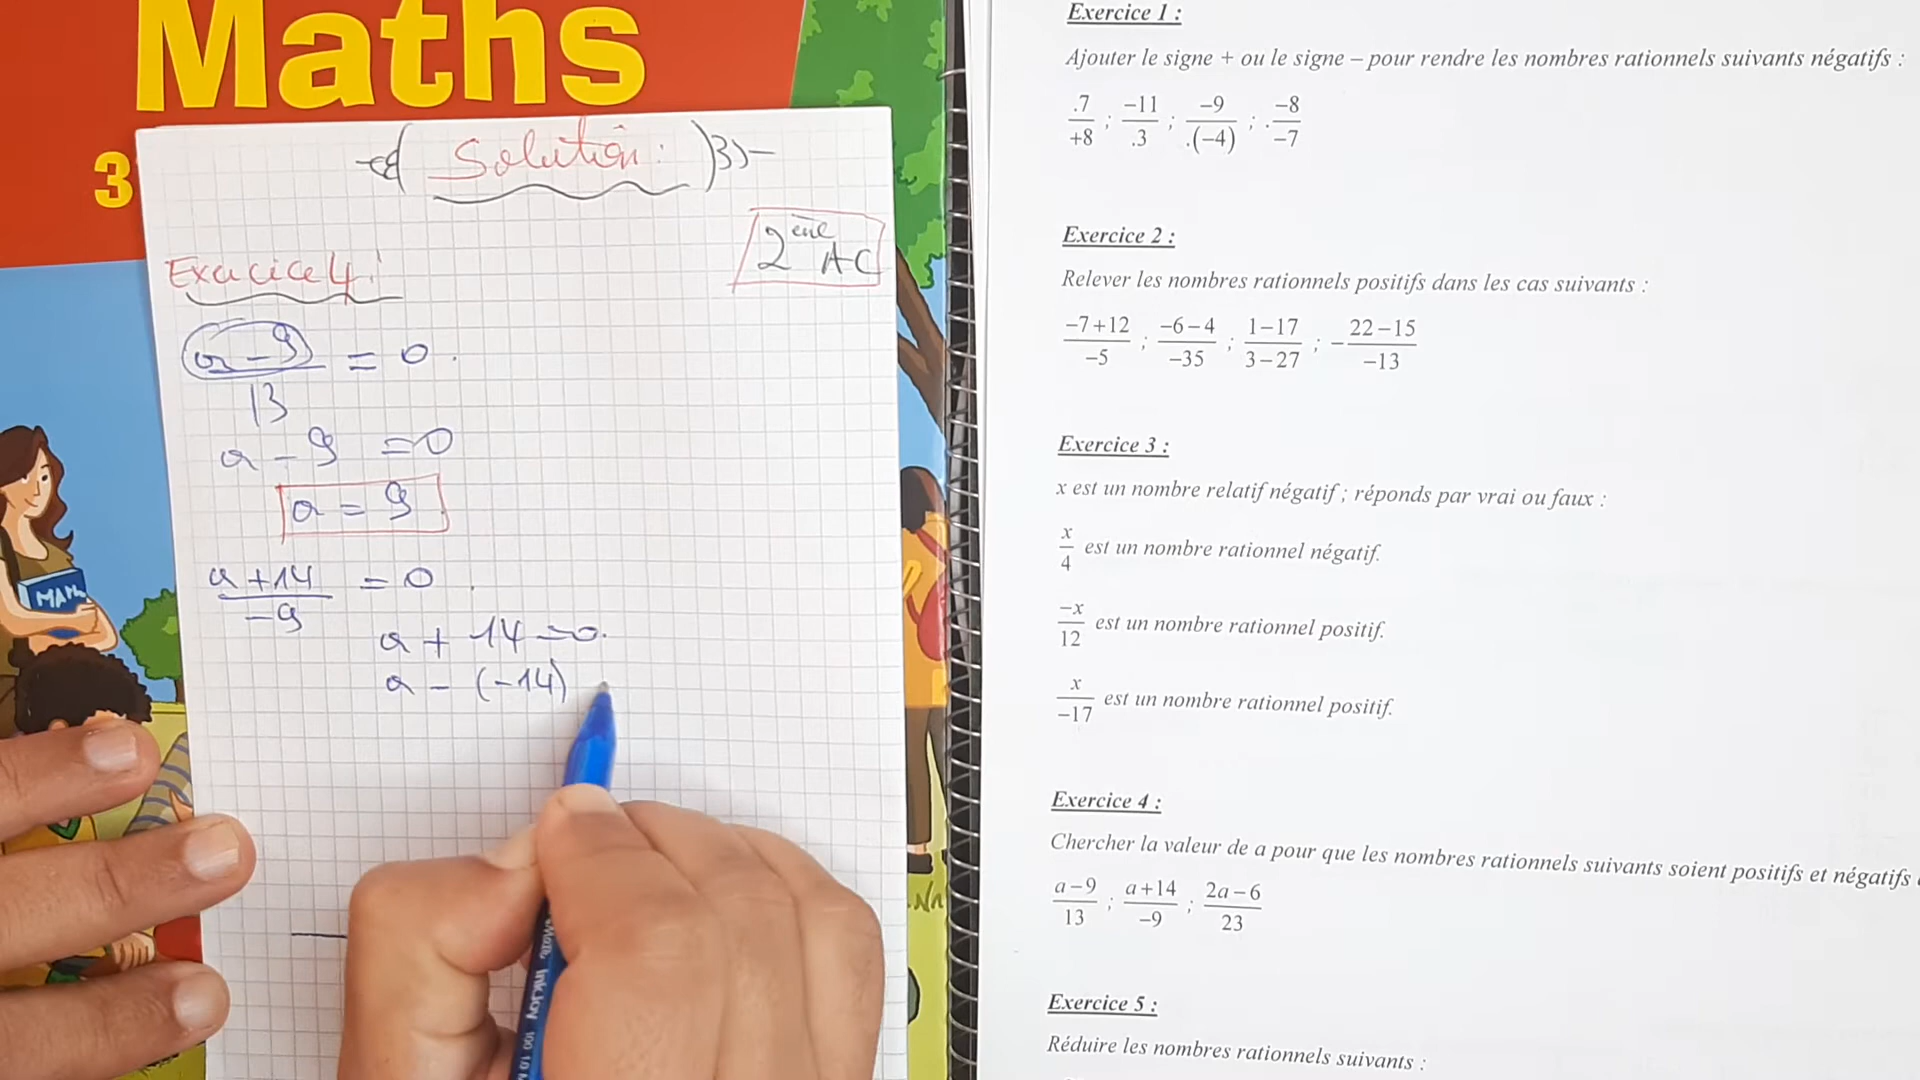 Maths
3
Solution :
2ème AC
Exercice 4 :
a - 9 / 13 = 0 .
a - 9 = 0
a = 9
a + 14 / -9 = 0 .
a + 14 = 0 .
a - (-14)
MATH
InkJoy 100 1.0 M
Exercice 1 :
Ajouter le signe + ou le signe – pour rendre les nombres rationnels suivants négatifs :
.7/+8 ; –11/.3 ; –9/.(–4) ; .–8/–7
Exercice 2 :
Relever les nombres rationnels positifs dans les cas suivants :
–7+12/–5 ; –6–4/–35 ; 1–17/3–27 ; –22–15/–13
Exercice 3 :
x est un nombre relatif négatif ; réponds par vrai ou faux :
x/4 est un nombre rationnel négatif.
–x/12 est un nombre rationnel positif.
x/–17 est un nombre rationnel positif.
Exercice 4 :
Chercher la valeur de a pour que les nombres rationnels suivants soient positifs et négatifs
a–9/13 ; a+14/–9 ; 2a–6/23
Exercice 5 :
Réduire les nombres rationnels suivants :